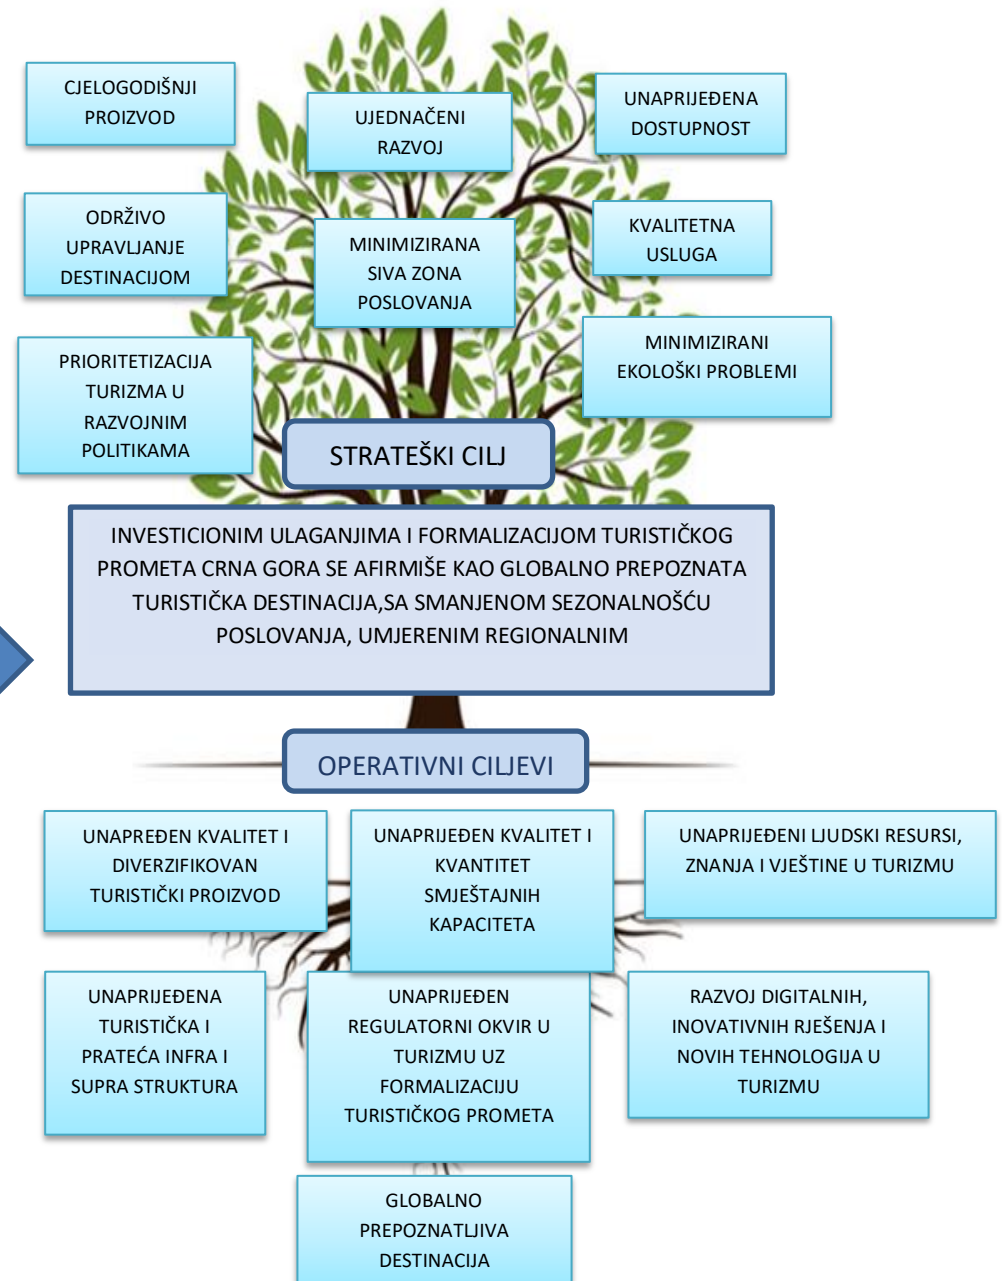 CJELOGODIŠNJI
PROIZVOD
UJEDNAČENI
RAZVOJ
UNAPRIJEĐENA
DOSTUPNOST
ODRŽIVO
UPRAVLJANJE
DESTINACIJOM
MINIMIZIRANA
SIVA ZONA
POSLOVANJA
KVALITETNA
USLUGA
PRIORITETIZACIJA
TURIZMA U
RAZVOJNIM
POLITIKAMA
MINIMIZIRANI
EKOLOŠKI PROBLEMI
STRATEŠKI CILJ
INVESTICIONIM ULAGANJIMA I FORMALIZACIJOM TURISTIČKOG
PROMETA CRNA GORA SE AFIRMIŠE KAO GLOBALNO PREPOZNATA
TURISTIČKA DESTINACIJA,SA SMANJENOM SEZONALNOŠĆU
POSLOVANJA, UMJERENIM REGIONALNIM
OPERATIVNI CILJEVI
UNAPREĐEN KVALITET I
DIVERZIFIKOVAN
TURISTIČKI PROIZVOD
UNAPRIJEĐEN KVALITET I
KVANTITET
SMJEŠTAJNIH
KAPACITETA
UNAPRIJEĐENI LJUDSKI RESURSI,
ZNANJA I VJEŠTINE U TURIZMU
UNAPRIJEĐENA
TURISTIČKA I
PRATEĆA INFRA I
SUPRA STRUKTURA
UNAPRIJEĐEN
REGULATORNI OKVIR U
TURIZMU UZ
FORMALIZACIJU
TURISTIČKOG PROMETA
RAZVOJ DIGITALNIH,
INOVATIVNIH RJEŠENJA I
NOVIH TEHNOLOGIJA U
TURIZMU
GLOBALNO
PREPOZNATLJIVA
DESTINACIJA